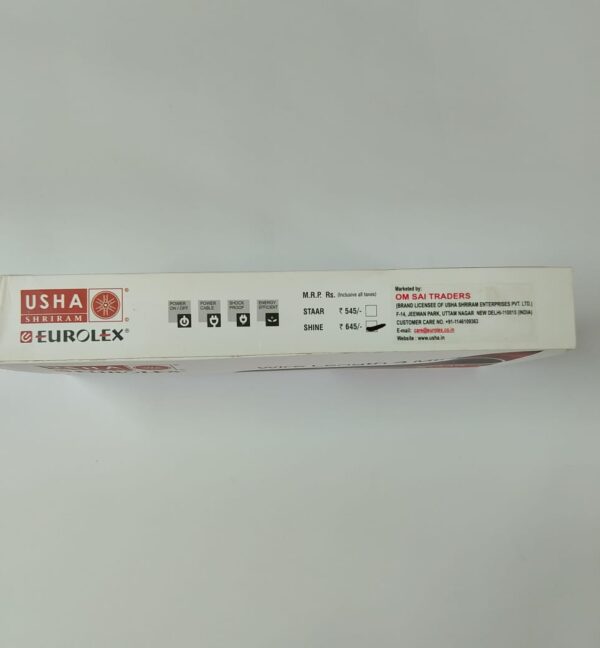 USHA
SHRIRAM
EUROLEX®
POWER ON / OFF
POWER CABLE
SHOCK PROOF
ENERGY EFFICIENT
M.R.P. Rs. (Inclusive all taxes)
STAAR ₹ 545/-
SHINE ₹ 645/-
Marketed by:
OM SAI TRADERS
(BRAND LICENSEE OF USHA SHRIRAM ENTERPRISES PVT. LTD.)
F-14, JEEWAN PARK, UTTAM NAGAR NEW DELHI-110015 (INDIA)
CUSTOMER CARE NO. +91-1146109363
E-mail: care@eurolex.co.in
Website : www.usha.in
USHA